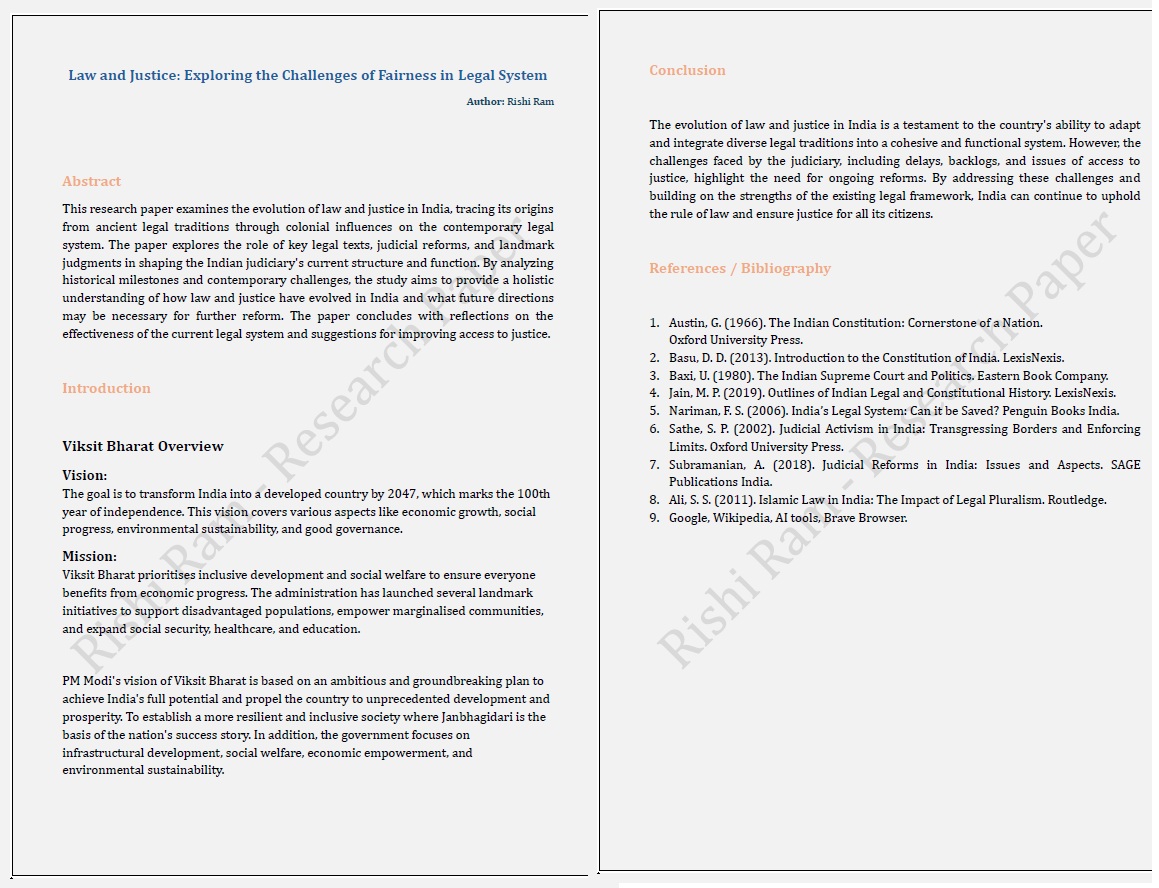 Law and Justice: Exploring the Challenges of Fairness in Legal System
Author: Rishi Ram
Abstract
This research paper examines the evolution of law and justice in India, tracing its origins
from ancient legal traditions through colonial influences on the contemporary legal
system. The paper explores the role of key legal texts, judicial reforms, and landmark
judgments in shaping the Indian judiciary's current structure and function. By analyzing
historical milestones and contemporary challenges, the study aims to provide a holistic
understanding of how law and justice have evolved in India and what future directions
may be necessary for further reform. The paper concludes with reflections on the
effectiveness of the current legal system and suggestions for improving access to justice.
Introduction
Viksit Bharat Overview
Vision:
The goal is to transform India into a developed country by 2047, which marks the 100th
year of independence. This vision covers various aspects like economic growth, social
progress, environmental sustainability, and good governance.
Mission:
Viksit Bharat prioritises inclusive development and social welfare to ensure everyone
benefits from economic progress. The administration has launched several landmark
initiatives to support disadvantaged populations, empower marginalised communities,
and expand social security, healthcare, and education.
PM Modi's vision of Viksit Bharat is based on an ambitious and groundbreaking plan to
achieve India's full potential and propel the country to unprecedented development and
prosperity. To establish a more resilient and inclusive society where Janbhagidari is the
basis of the nation's success story. In addition, the government focuses on
infrastructural development, social welfare, economic empowerment, and
environmental sustainability.
Rishi Ram - Research Paper
Conclusion
The evolution of law and justice in India is a testament to the country's ability to adapt
and integrate diverse legal traditions into a cohesive and functional system. However, the
challenges faced by the judiciary, including delays, backlogs, and issues of access to
justice, highlight the need for ongoing reforms. By addressing these challenges and
building on the strengths of the existing legal framework, India can continue to uphold
the rule of law and ensure justice for all its citizens.
References / Bibliography
1. Austin, G. (1966). The Indian Constitution: Cornerstone of a Nation.
Oxford University Press.
2. Basu, D. D. (2013). Introduction to the Constitution of India. LexisNexis.
3. Baxi, U. (1980). The Indian Supreme Court and Politics. Eastern Book Company.
4. Jain, M. P. (2019). Outlines of Indian Legal and Constitutional History. LexisNexis.
5. Nariman, F. S. (2006). India’s Legal System: Can it be Saved? Penguin Books India.
6. Sathe, S. P. (2002). Judicial Activism in India: Transgressing Borders and Enforcing
Limits. Oxford University Press.
7. Subramanian, A. (2018). Judicial Reforms in India: Issues and Aspects. SAGE
Publications India.
8. Ali, S. S. (2011). Islamic Law in India: The Impact of Legal Pluralism. Routledge.
9. Google, Wikipedia, AI tools, Brave Browser.
Rishi Ram - Research Paper